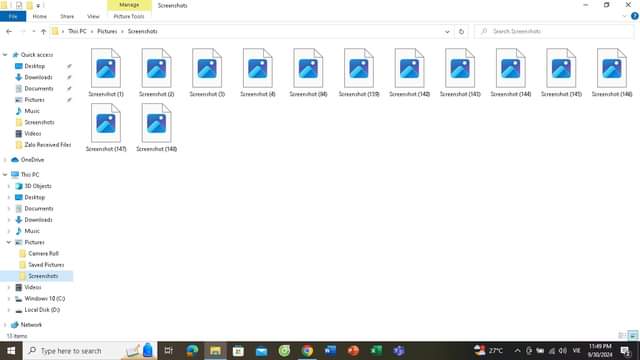 Manage
Screenshots
File
Home
Share
View
Picture Tools
This PC
Pictures
Screenshots
Search Screenshots
Quick access
Desktop
Downloads
Documents
Pictures
Music
Screenshots
Videos
Zalo Received Files
OneDrive
This PC
3D Objects
Desktop
Documents
Downloads
Music
Pictures
Camera Roll
Saved Pictures
Screenshots
Videos
Windows 10 (C:)
Local Disk (D:)
Network
Screenshot (1)
Screenshot (2)
Screenshot (3)
Screenshot (4)
Screenshot (94)
Screenshot (139)
Screenshot (140)
Screenshot (143)
Screenshot (144)
Screenshot (145)
Screenshot (146)
Screenshot (147)
Screenshot (148)
13 items
Type here to search
27°C
VIE
11:49 PM
9/30/2024